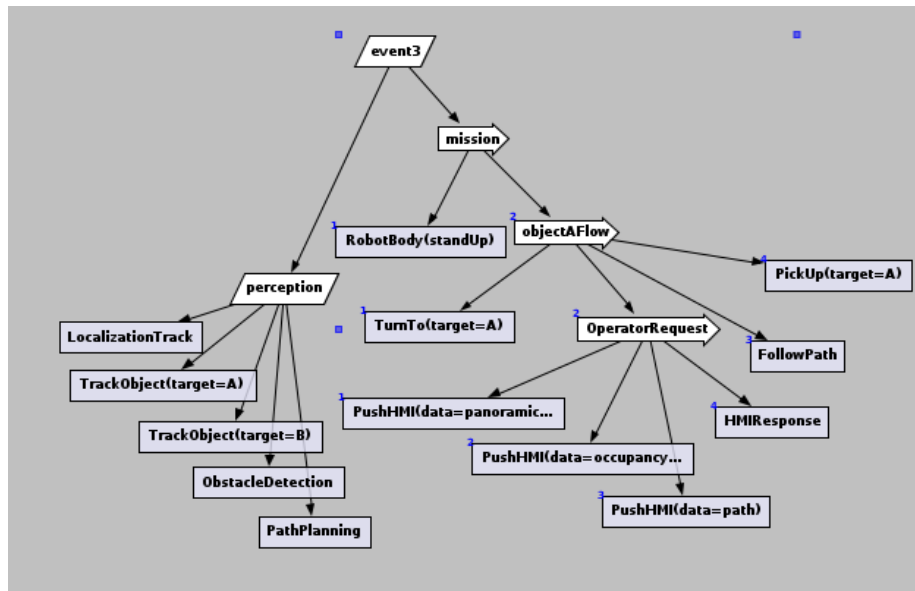 event3
mission
1
RobotBody(standUp)
2
objectAFlow
4
PickUp(target=A)
perception
1
TurnTo(target=A)
2
OperatorRequest
LocalizationTrack
3
FollowPath
TrackObject(target=A)
1
PushHMI(data=panoramic...
4
HMIResponse
TrackObject(target=B)
2
PushHMI(data=occupancy...
ObstacleDetection
3
PushHMI(data=path)
PathPlanning